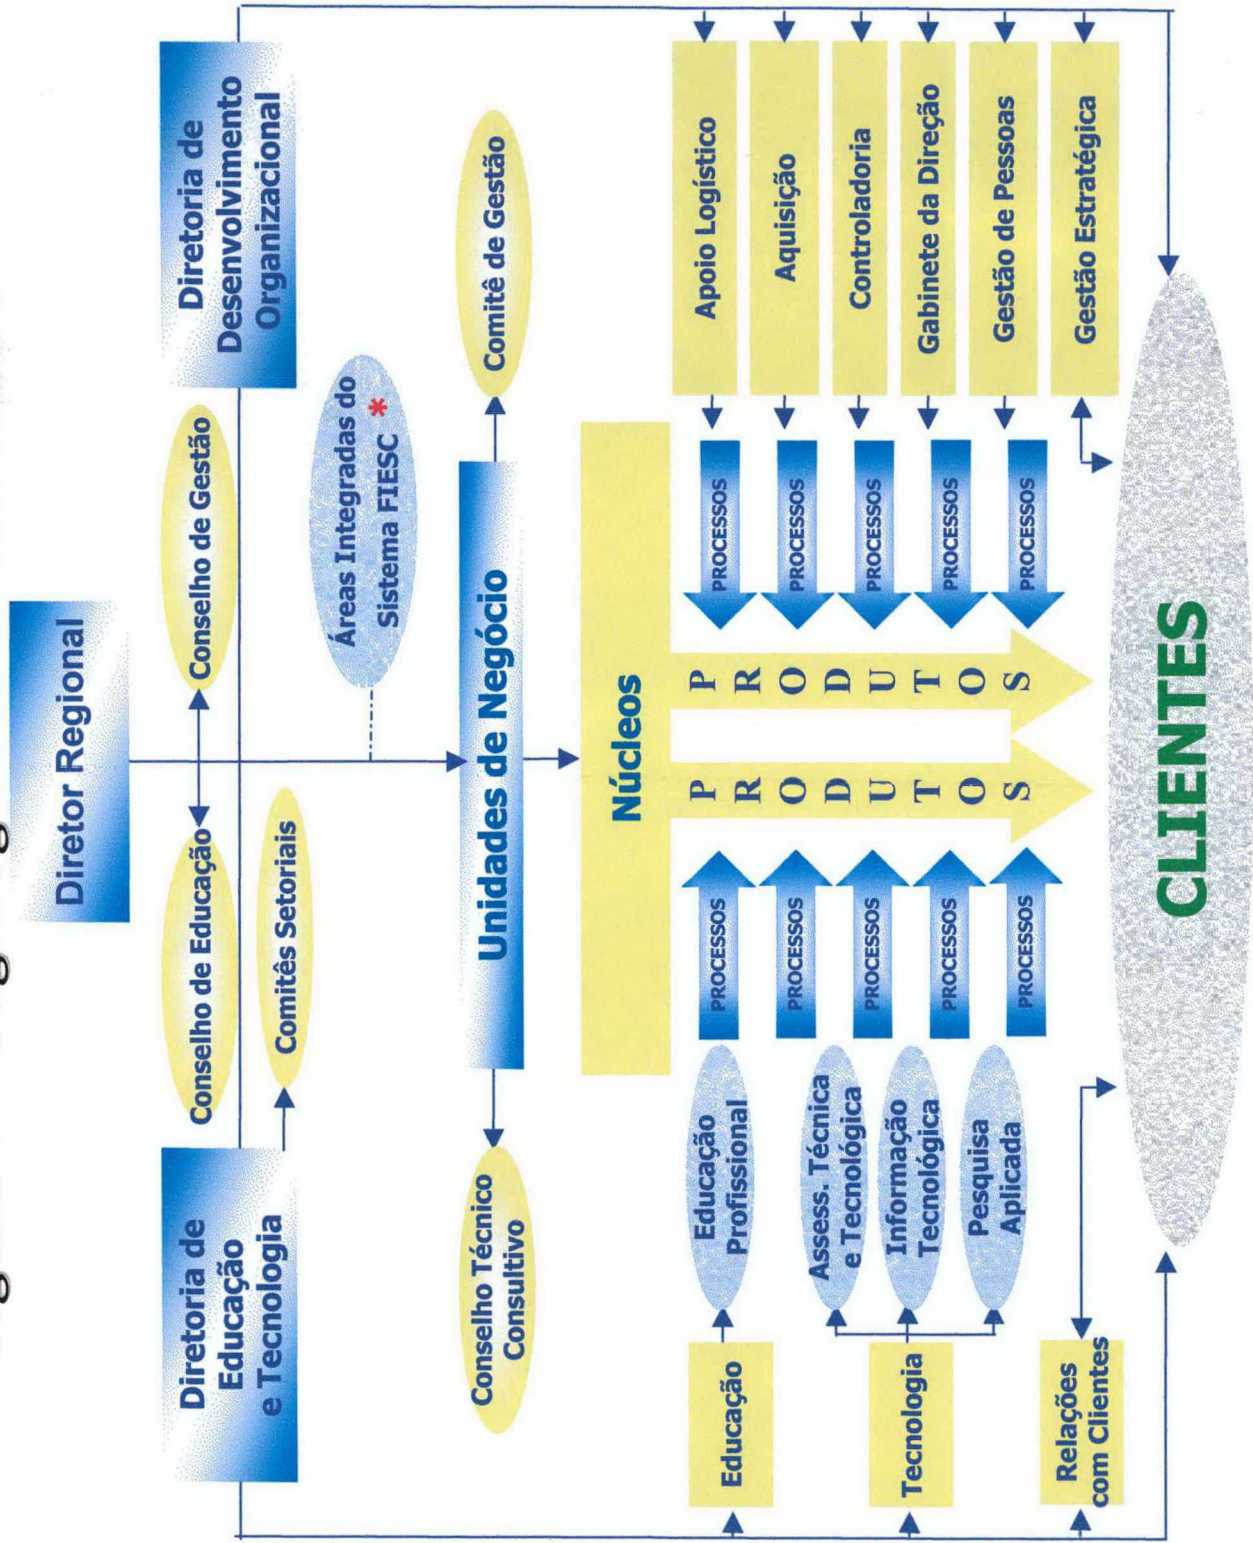 Diretor Regional
Conselho de Educação
Conselho de Gestão
Diretoria de
Educação
e Tecnologia
Diretoria de
Desenvolvimento
Organizacional
Comitês Setoriais
Áreas Integradas do
Sistema FIESC *
Unidades de Negócio
Conselho Técnico
Consultivo
Comitê de Gestão
Núcleos
Educação
Educação
Profissional
PROCESSOS
PROCESSOS
PROCESSOS
PROCESSOS
PROCESSOS
Tecnologia
Assess. Técnica
e Tecnológica
Informação
Tecnológica
Pesquisa
Aplicada
Relações
com Clientes
PRODUTOS
PRODUTOS
PROCESSOS
PROCESSOS
PROCESSOS
PROCESSOS
PROCESSOS
Apoio Logístico
Aquisição
Controladoria
Gabinete da Direção
Gestão de Pessoas
Gestão Estratégica
CLIENTES